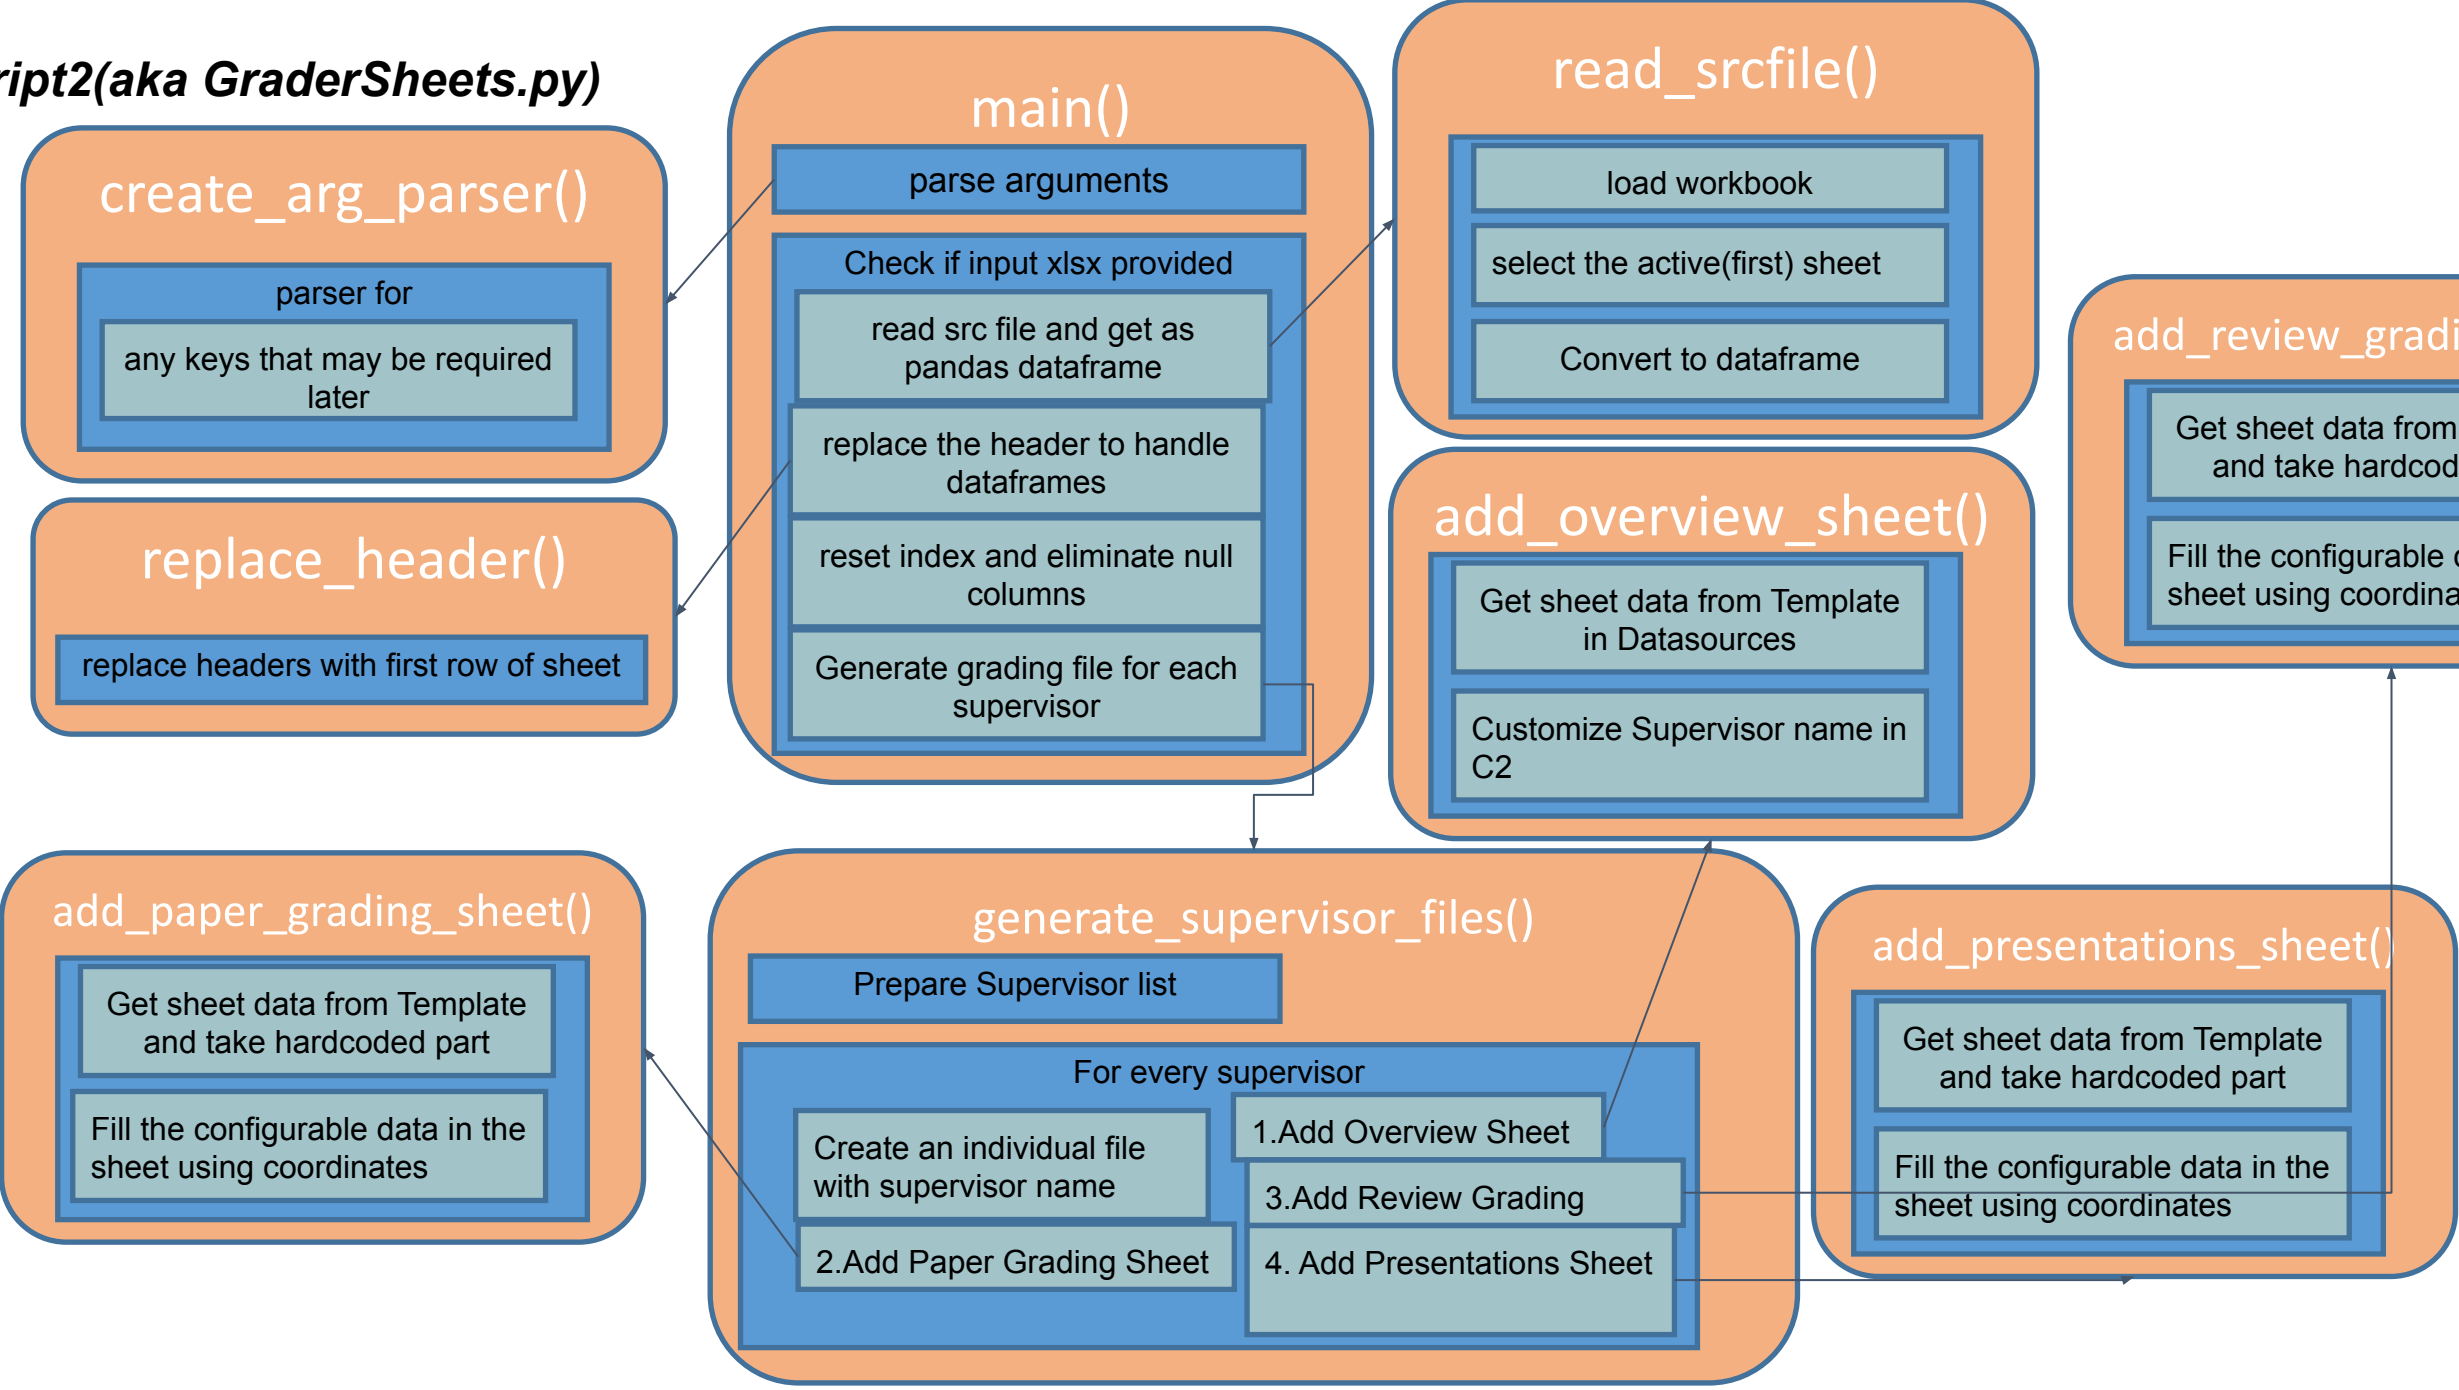 ript2(aka GraderSheets.py)
create_arg_parser()
parser for
any keys that may be required
later
replace_header()
replace headers with first row of sheet
main()
parse arguments
Check if input xlsx provided
read src file and get as
pandas dataframe
replace the header to handle
dataframes
reset index and eliminate null
columns
Generate grading file for each
supervisor
read_srcfile()
load workbook
select the active(first) sheet
Convert to dataframe
add_overview_sheet()
Get sheet data from Template
in Datasources
Customize Supervisor name in
C2
add_review_gradi
Get sheet data from
and take hardcod
Fill the configurable
sheet using coordina
add_paper_grading_sheet()
Get sheet data from Template
and take hardcoded part
Fill the configurable data in the
sheet using coordinates
generate_supervisor_files()
Prepare Supervisor list
For every supervisor
Create an individual file
with supervisor name
1.Add Overview Sheet
2.Add Paper Grading Sheet
3.Add Review Grading
4. Add Presentations Sheet
add_presentations_sheet()
Get sheet data from Template
and take hardcoded part
Fill the configurable data in the
sheet using coordinates